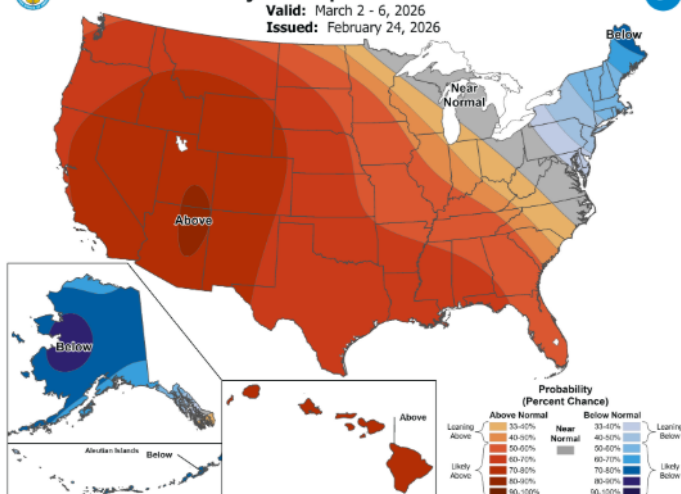 Valid: March 2 - 6, 2026
Issued: February 24, 2026
Below
Near
Normal
Above
Below
Above
Aleutian Islands
Below
Probability
(Percent Chance)
Above Normal
Below Normal
Near
Normal
Leaning
Above
Likely
Above
33-40%
40-50%
50-60%
60-70%
70-80%
80-90%
90-100%
33-40%
40-50%
50-60%
60-70%
70-80%
80-90%
90-100%
Leaning
Below
Likely
Below